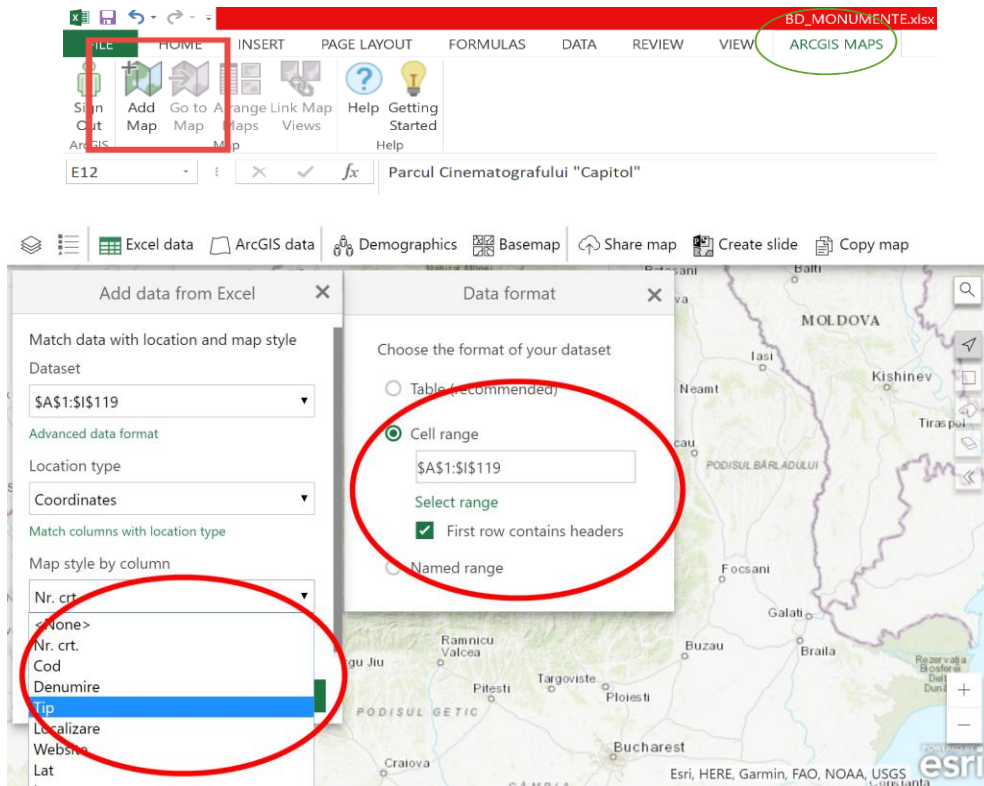 BD_MONUMENTE.xlsx
FILE HOME INSERT PAGE LAYOUT FORMULAS DATA REVIEW VIEW ARCGIS MAPS
Sign Out
Add Map
Go to Map
Arrange Maps
Link Map Views
Help
Getting Started
ArcGIS Map Help
E12 fx Parcul Cinematografului "Capitol"
Excel data ArcGIS data Demographics Basemap Share map Create slide Copy map
Add data from Excel
Match data with location and map style
Dataset
$A$1:$I$119
Advanced data format
Location type
Coordinates
Match columns with location type
Map style by column
Nr. crt.
<None>
Nr. crt.
Cod
Denumire
Tip
Localizare
Website
Lat
Data format
Choose the format of your dataset
Table (recommended)
Cell range
$A$1:$I$119
Select range
First row contains headers
Named range
Balti
MOLDOVA
Iasi
Kishinev
Neamt
Tiraspol
PODISUL BÂRLADULUI
Focsani
Galati
Ramnicu
Valcea
Buzau
Braila
Targoviste
Pitesti
Ploiesti
PODISUL GETIC
Bucharest
Craiova
Esri, HERE, Garmin, FAO, NOAA, USGS
POWERED BY
esri
esri